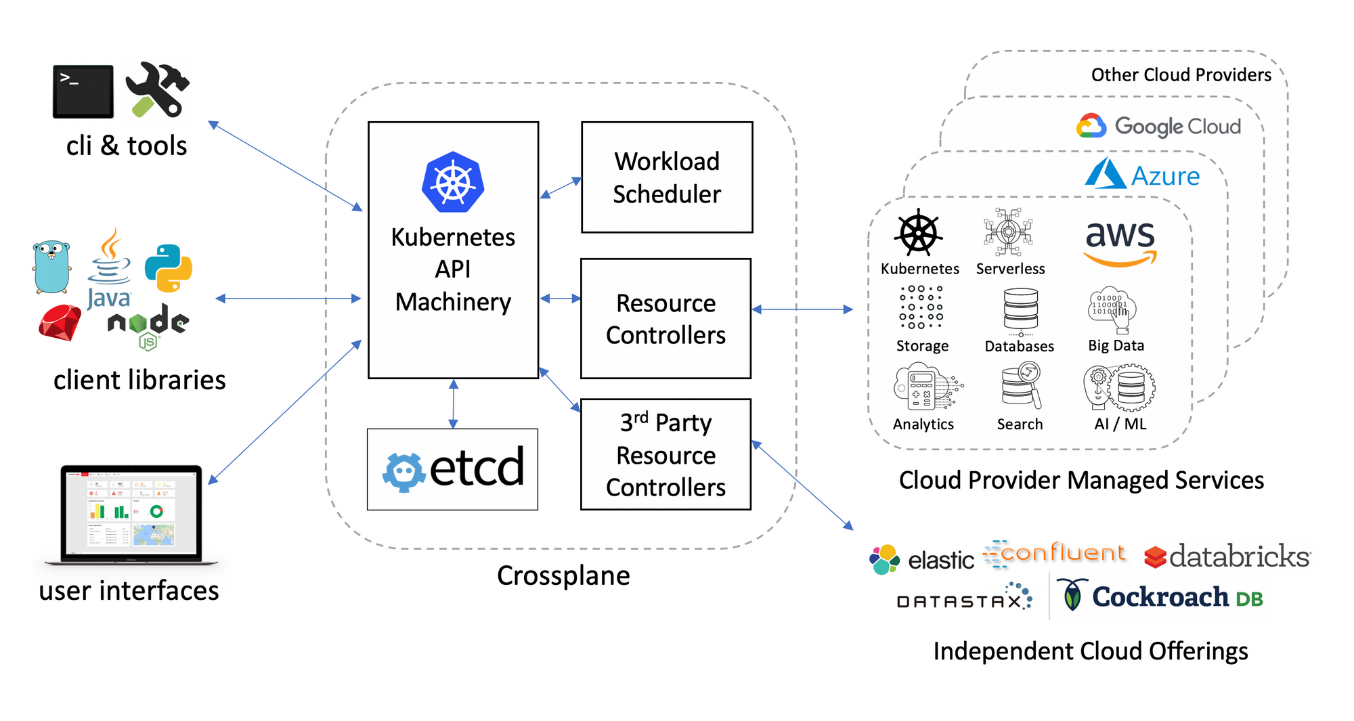 >_
cli & tools
Java
node
JS
client libraries
user interfaces
Kubernetes
API
Machinery
etcd
Workload
Scheduler
Resource
Controllers
3rd Party
Resource
Controllers
Crossplane
Other Cloud Providers
Google Cloud
Azure
aws
Kubernetes
Serverless
Storage
Databases
Big Data
Analytics
Search
AI / ML
Cloud Provider Managed Services
elastic
confluent
databricks
DATASTAX
Cockroach DB
Independent Cloud Offerings